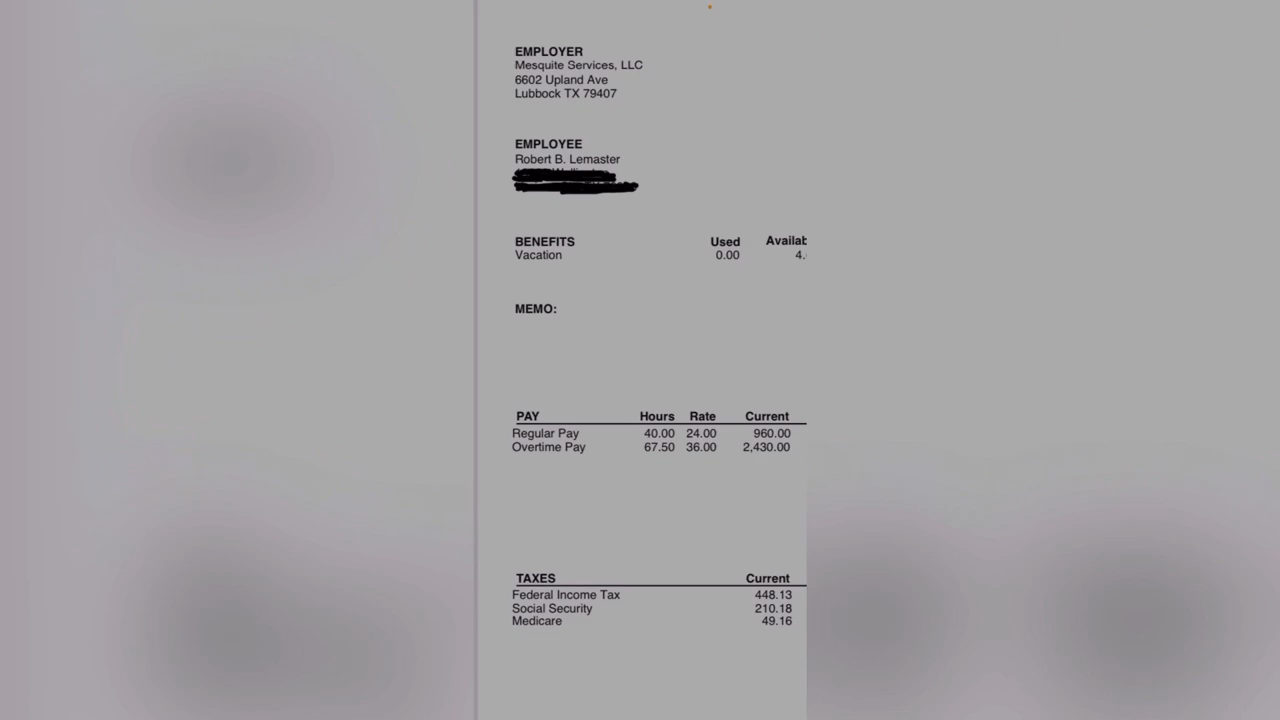 EMPLOYER
Mesquite Services, LLC
6602 Upland Ave
Lubbock TX 79407
EMPLOYEE
Robert B. Lemaster
BENEFITS Used Availab
Vacation 0.00 4.
MEMO:
PAY Hours Rate Current
Regular Pay 40.00 24.00 960.00
Overtime Pay 67.50 36.00 2,430.00
TAXES Current
Federal Income Tax 448.13
Social Security 210.18
Medicare 49.16